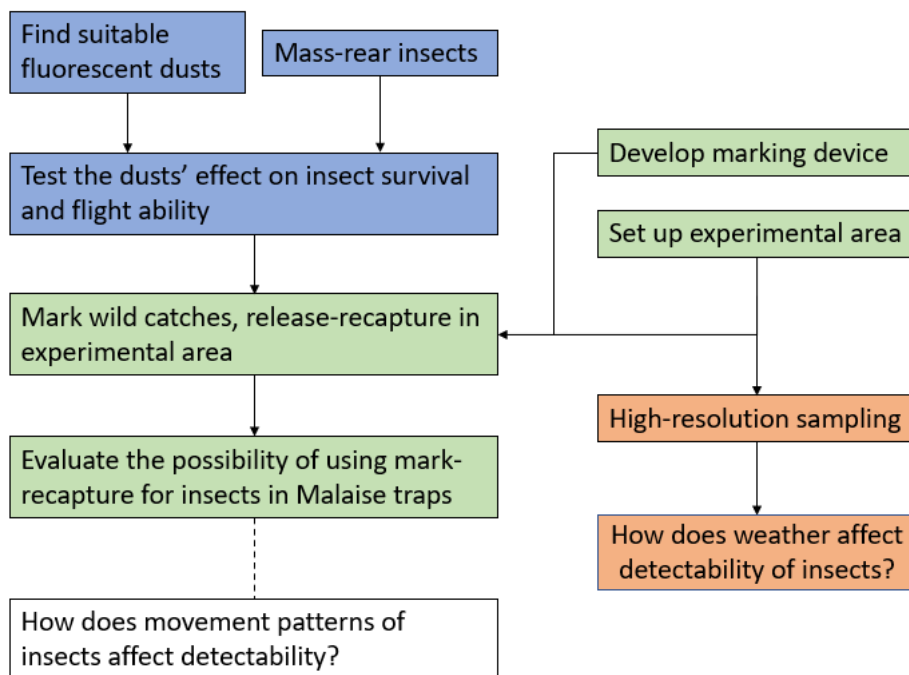 Find suitable
fluorescent dusts
Mass-rear insects
Test the dusts’ effect on insect survival
and flight ability
Develop marking device
Set up experimental area
Mark wild catches, release-recapture in
experimental area
High-resolution sampling
Evaluate the possibility of using mark-
recapture for insects in Malaise traps
How does weather affect
detectability of insects?
How does movement patterns of
insects affect detectability?